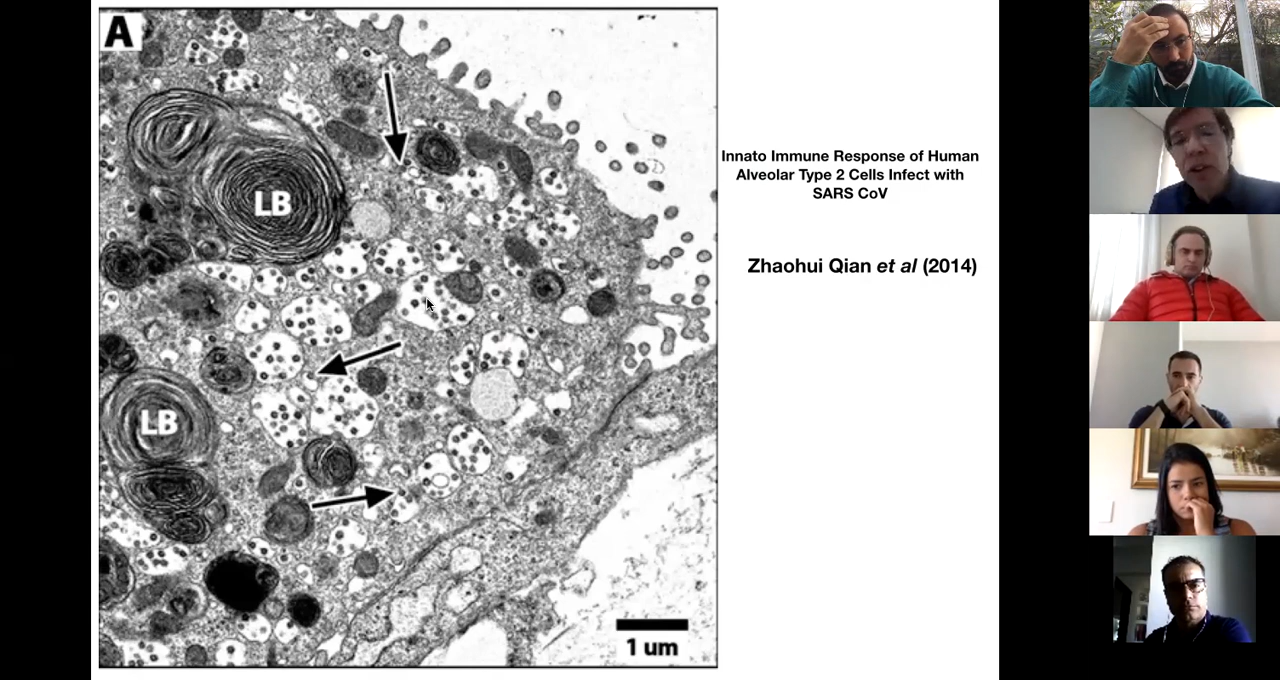 A
LB
LB
1 um
Innato Immune Response of Human
Alveolar Type 2 Cells Infect with
SARS CoV
Zhaohui Qian et al (2014)